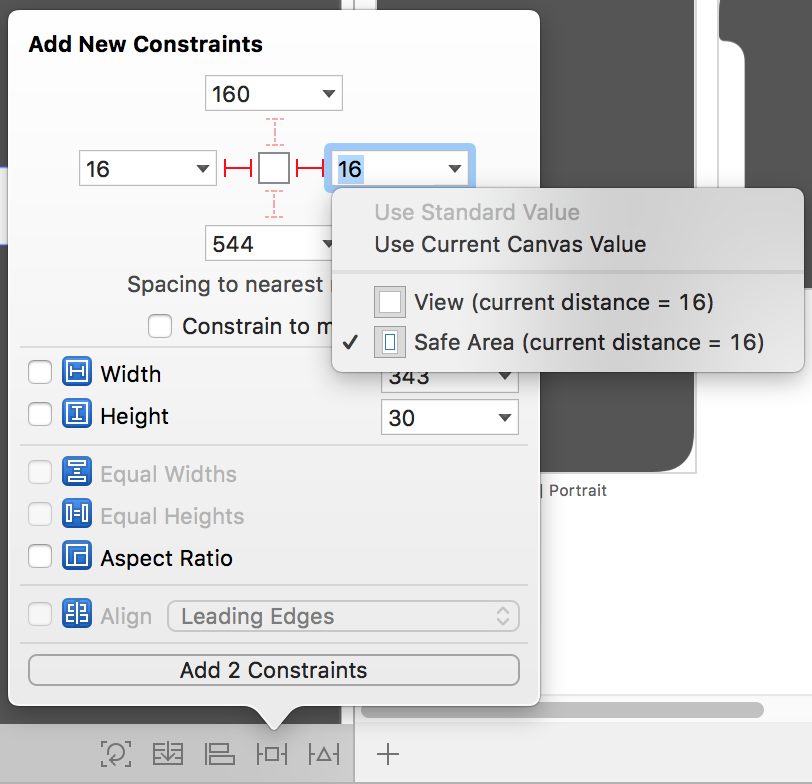 Add New Constraints
160
16
16
Use Standard Value
Use Current Canvas Value
544
Spacing to nearest
View (current distance = 16)
Constrain to
Safe Area (current distance = 16)
Width
343
Height
30
Equal Widths
Portrait
Equal Heights
Aspect Ratio
Align
Leading Edges
Add 2 Constraints